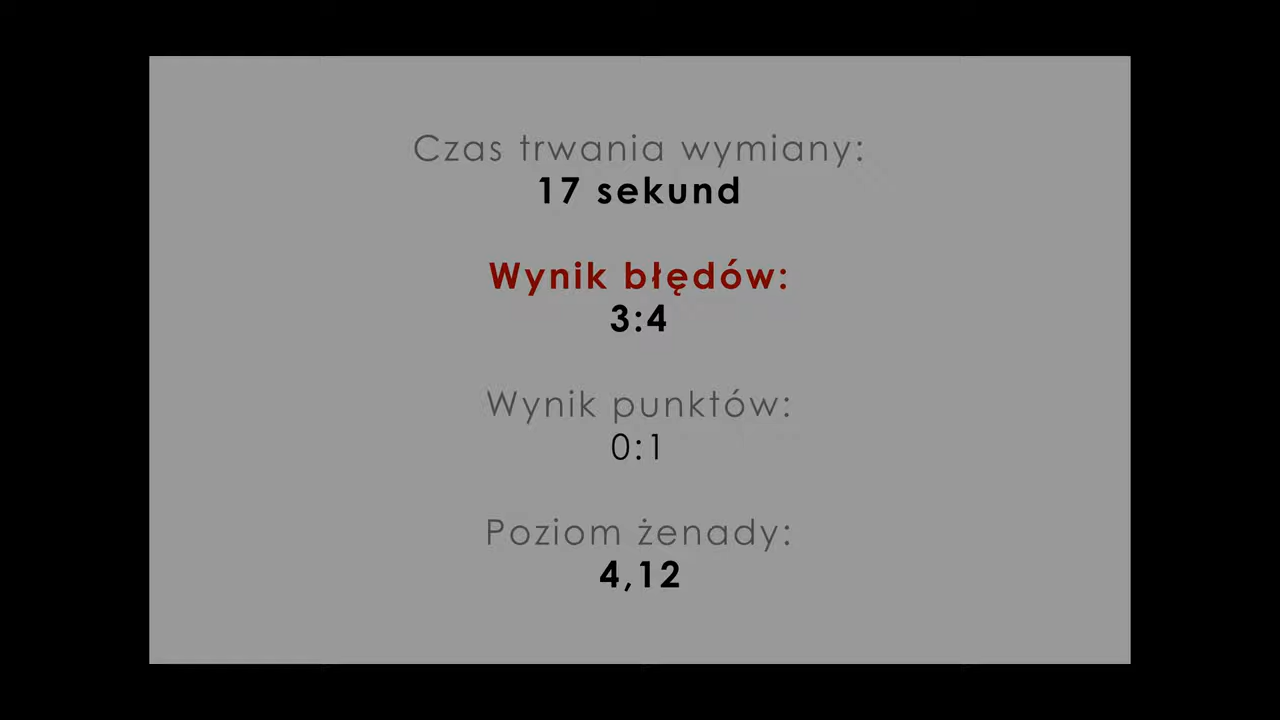 Czas trwania wymiany:
17 sekund
Wynik błędów:
3:4
Wynik punktów:
0:1
Poziom żenady:
4,12